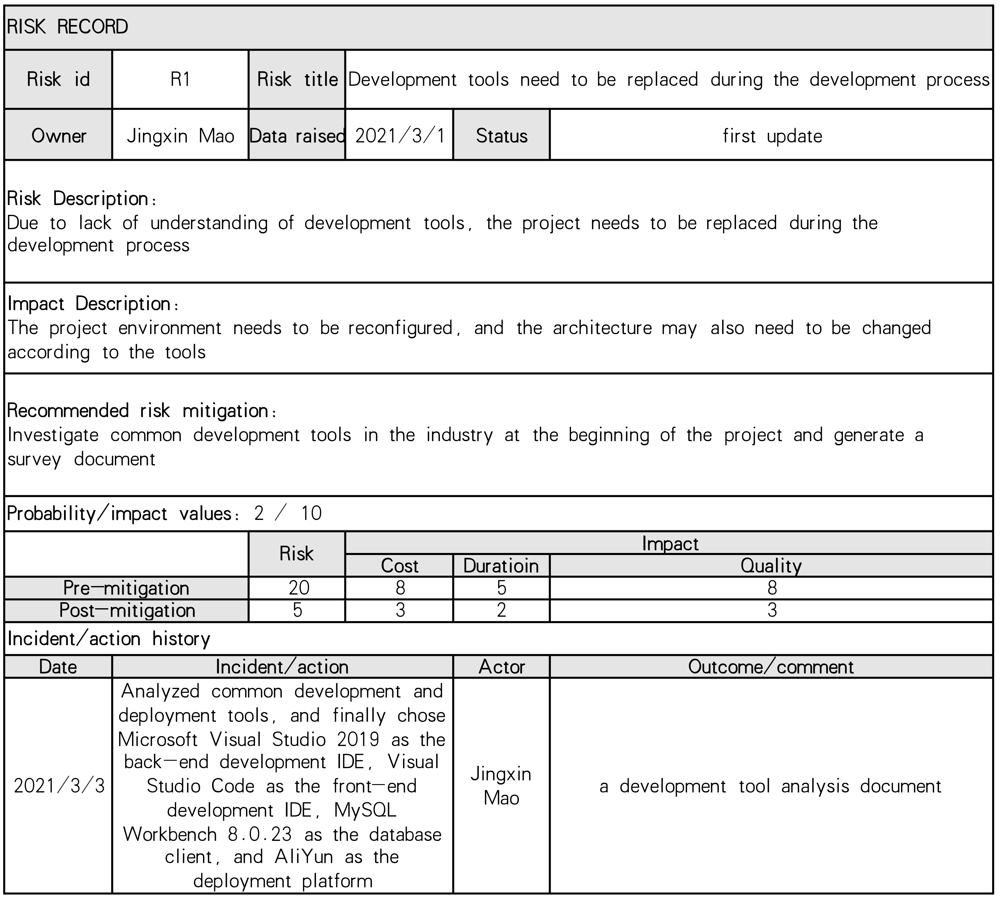 RISK RECORD
Risk id R1 Risk title Development tools need to be replaced during the development process
Owner Jingxin Mao Data raised 2021/3/1 Status first update
Risk Description:
Due to lack of understanding of development tools, the project needs to be replaced during the
development process
Impact Description:
The project environment needs to be reconfigured, and the architecture may also need to be changed
according to the tools
Recommended risk mitigation:
Investigate common development tools in the industry at the beginning of the project and generate a
survey document
Probability/impact values: 2 / 10
Risk Impact
Cost Duratioin Quality
Pre-mitigation 20 8 5 8
Post-mitigation 5 3 2 3
Incident/action history
Date Incident/action Actor Outcome/comment
2021/3/3
Analyzed common development and
deployment tools, and finally chose
Microsoft Visual Studio 2019 as the
back-end development IDE, Visual
Studio Code as the front-end
development IDE, MySQL
Workbench 8.0.23 as the database
client, and AliYun as the
deployment platform
Jingxin
Mao
a development tool analysis document